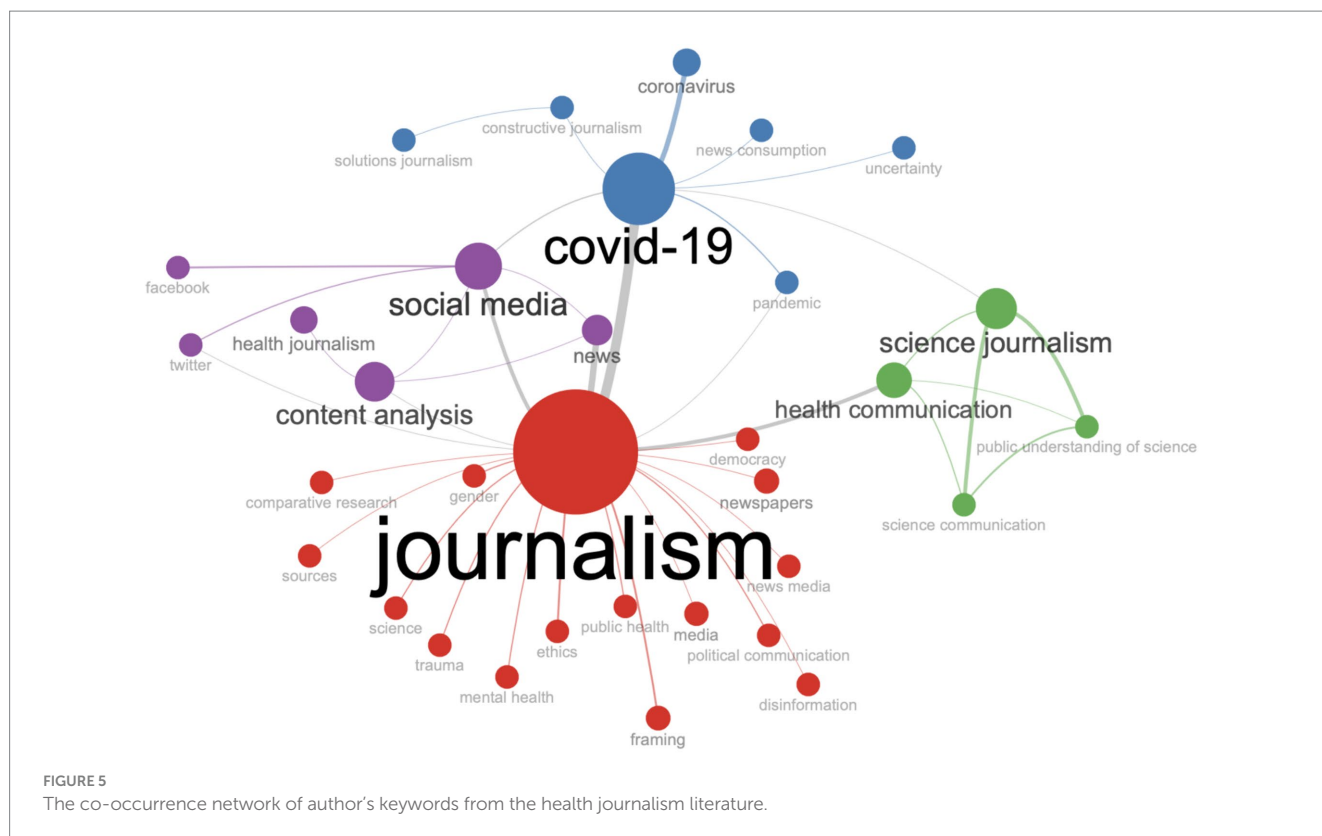 coronavirus
constructive journalism
solutions journalism
news consumption
uncertainty
covid-19
facebook
social media
pandemic
health journalism
twitter
news
science journalism
content analysis
health communication
public understanding of science
democracy
comparative research
gender
newspapers
science communication
journalism
sources
news media
science
public health
media
ethics
political communication
trauma
mental health
disinformation
framing
FIGURE 5
The co-occurrence network of author's keywords from the health journalism literature.